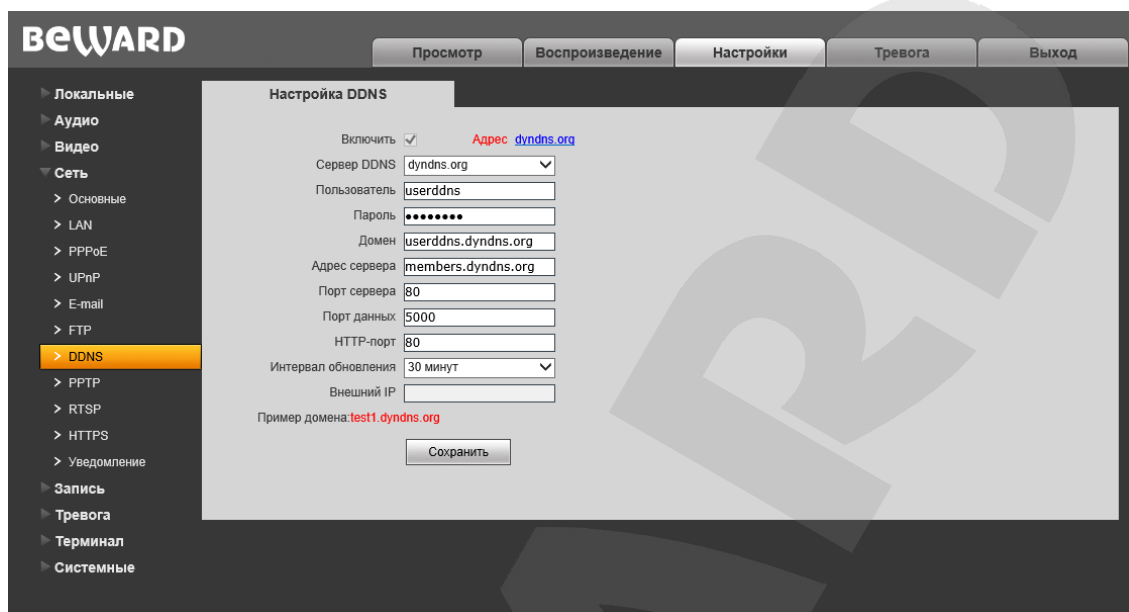 BEWARD
Просмотр Воспроизведение Настройки Тревога Выход
Локальные
Аудио
Видео
Сеть
> Основные
> LAN
> PPPoE
> UPnP
> E-mail
> FTP
> DDNS
> PPTP
> RTSP
> HTTPS
> Уведомление
Запись
Тревога
Терминал
Системные
Настройка DDNS
Включить Адрес dyndns.org
Сервер DDNS dyndns.org
Пользователь userddns
Пароль ••••••••
Домен userddns.dyndns.org
Адрес сервера members.dyndns.org
Порт сервера 80
Порт данных 5000
HTTP-порт 80
Интервал обновления 30 минут
Внешний IP
Пример домена:test1.dyndns.org
Сохранить